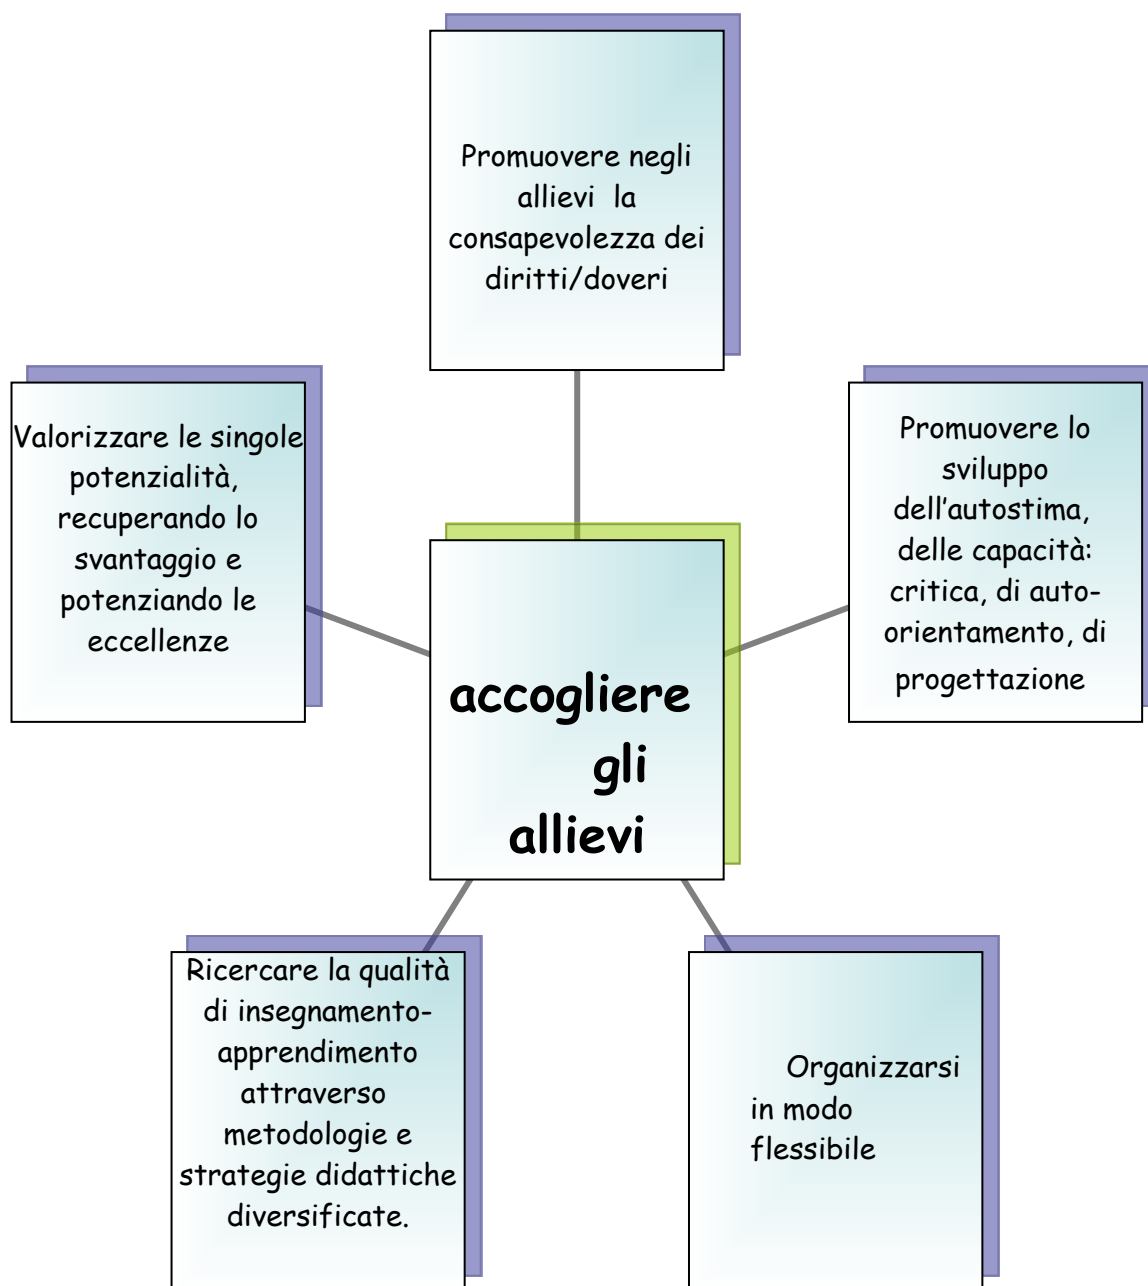 Promuovere negli
allievi la
consapevolezza dei
diritti/doveri
Valorizzare le singole
potenzialità,
recuperando lo
svantaggio e
potenziando le
eccellenze
Promuovere lo
sviluppo
dell'autostima,
delle capacità:
critica, di auto-
orientamento, di
progettazione
accogliere
gli
allievi
Ricercare la qualità
di insegnamento-
apprendimento
attraverso
metodologie e
strategie didattiche
diversificate.
Organizzarsi
in modo
flessibile